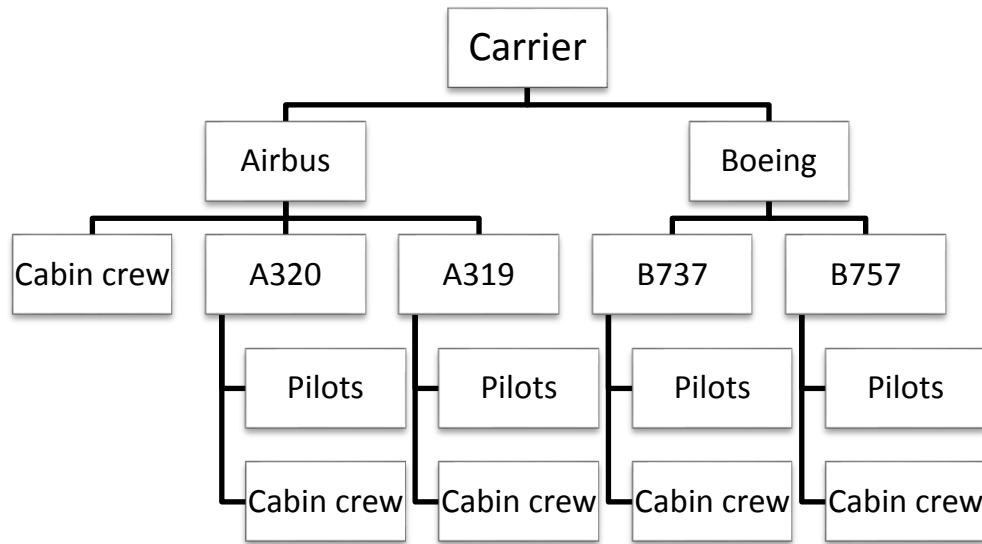 Carrier
Airbus
Boeing
Cabin crew
A320
A319
B737
B757
Pilots
Pilots
Pilots
Pilots
Cabin crew
Cabin crew
Cabin crew
Cabin crew